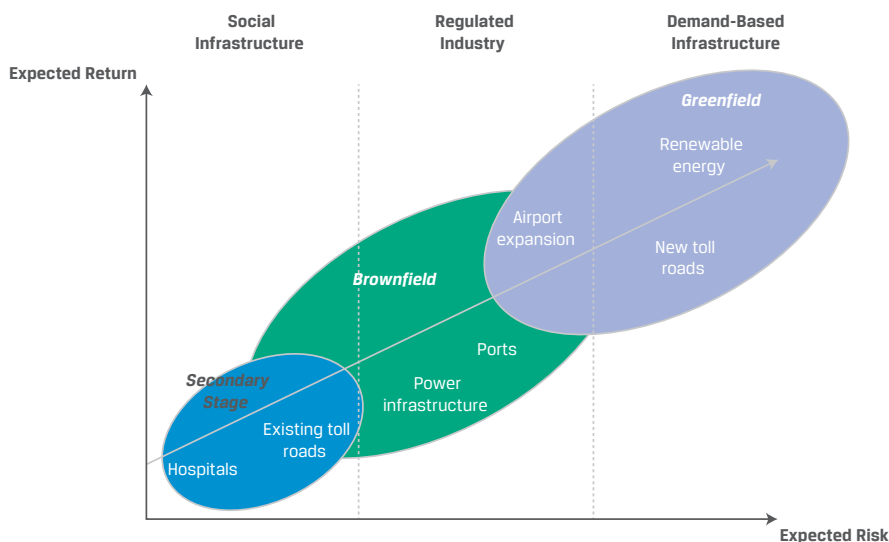 Social
Infrastructure
Regulated
Industry
Demand-Based
Infrastructure
Expected Return
Greenfield
Renewable
energy
Airport
expansion
New toll
roads
Brownfield
Ports
Power
infrastructure
Secondary
Stage
Existing toll
roads
Hospitals
Expected Risk